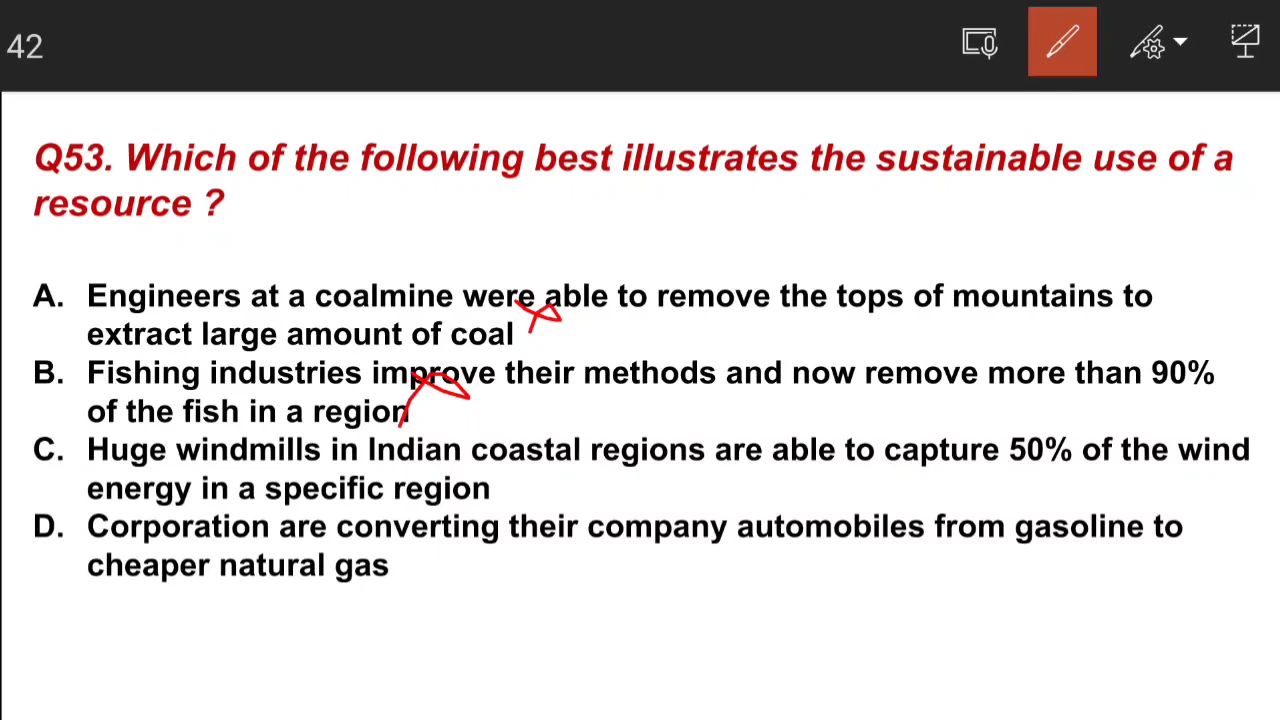 42
Q53. Which of the following best illustrates the sustainable use of a
resource ?
A. Engineers at a coalmine were able to remove the tops of mountains to
extract large amount of coal
B. Fishing industries improve their methods and now remove more than 90%
of the fish in a region
C. Huge windmills in Indian coastal regions are able to capture 50% of the wind
energy in a specific region
D. Corporation are converting their company automobiles from gasoline to
cheaper natural gas